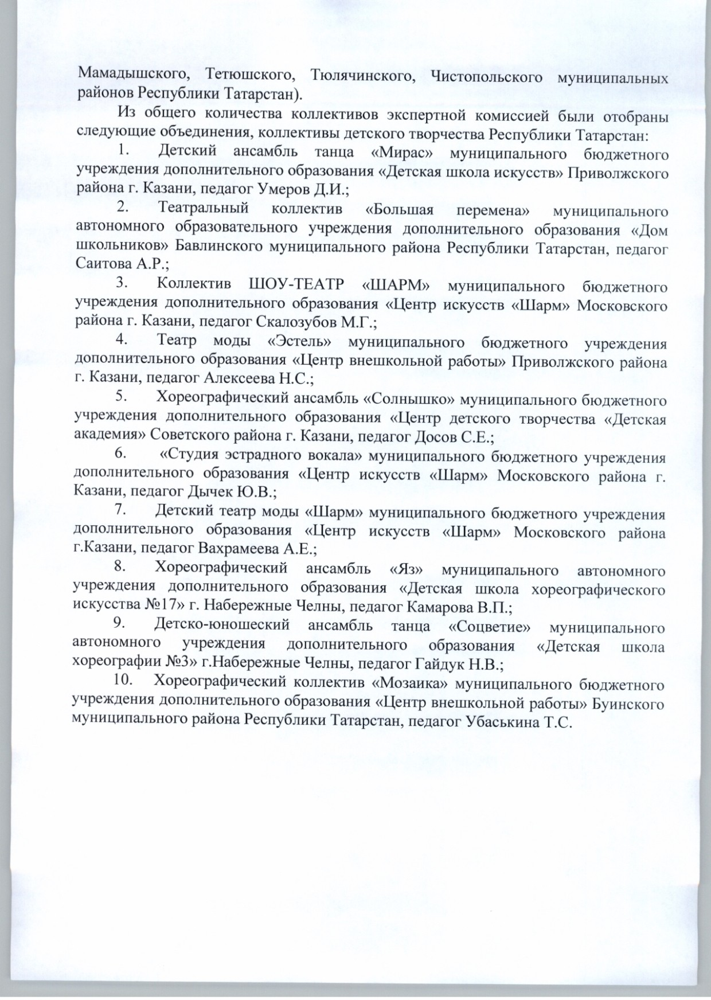 Мамадышского, Тетюшского, Тюлячинского, Чистопольского муниципальных
районов Республики Татарстан).
Из общего количества коллективов экспертной комиссией были отобраны
следующие объединения, коллективы детского творчества Республики Татарстан:
1. Детский ансамбль танца «Мирас» муниципального бюджетного
учреждения дополнительного образования «Детская школа искусств» Приволжского
района г. Казани, педагог Умеров Д.И.;
2. Театральный коллектив «Большая перемена» муниципального
автономного образовательного учреждения дополнительного образования «Дом
школьников» Бавлинского муниципального района Республики Татарстан, педагог
Саитова А.Р.;
3. Коллектив ШОУ-ТЕАТР «ШАРМ» муниципального бюджетного
учреждения дополнительного образования «Центр искусств «Шарм» Московского
района г. Казани, педагог Скалозубов М.Г.;
4. Театр моды «Эстель» муниципального бюджетного учреждения
дополнительного образования «Центр внешкольной работы» Приволжского района
г. Казани, педагог Алексеева Н.С.;
5. Хореографический ансамбль «Солнышко» муниципального бюджетного
учреждения дополнительного образования «Центр детского творчества «Детская
академия» Советского района г. Казани, педагог Досов С.Е.;
6. «Студия эстрадного вокала» муниципального бюджетного учреждения
дополнительного образования «Центр искусств «Шарм» Московского района г.
Казани, педагог Дычек Ю.В.;
7. Детский театр моды «Шарм» муниципального бюджетного учреждения
дополнительного образования «Центр искусств «Шарм» Московского района
г.Казани, педагог Вахрамеева А.Е.;
8. Хореографический ансамбль «Яз» муниципального автономного
учреждения дополнительного образования «Детская школа хореографического
искусства №17» г. Набережные Челны, педагог Камарова В.П.;
9. Детско-юношеский ансамбль танца «Соцветие» муниципального
автономного учреждения дополнительного образования «Детская школа
хореографии №3» г.Набережные Челны, педагог Гайдук Н.В.;
10. Хореографический коллектив «Мозаика» муниципального бюджетного
учреждения дополнительного образования «Центр внешкольной работы» Буинского
муниципального района Республики Татарстан, педагог Убаськина Т.С.